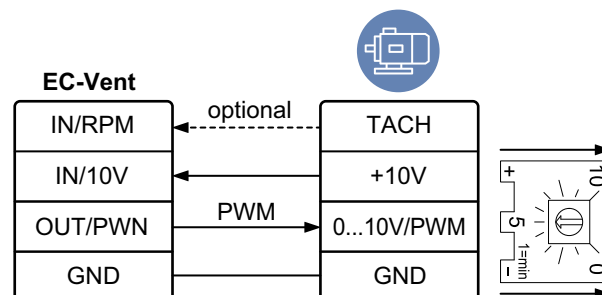 EC-Vent
optional
IN/RPM
TACH
IN/10V
+10V
OUT/PWN
PWM
0...10V/PWM
GND
GND
+
10
5
1=min
-
0